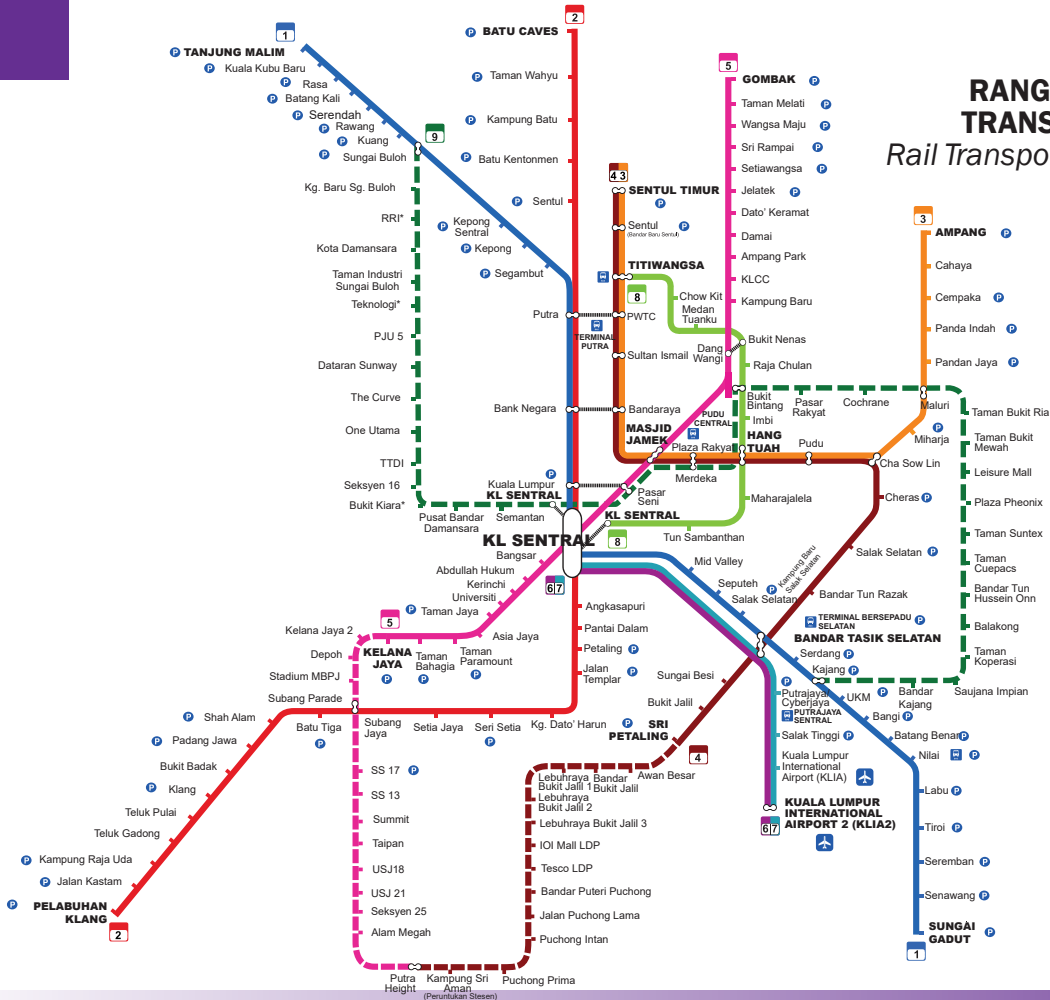 1
TANJUNG MALIM
Kuala Kubu Baru
Rasa
Batang Kali
Serendah
Rawang
Kuang
Sungai Buloh
9
Kg. Baru Sg. Buloh
RRI*
Kota Damansara
Taman Industri
Sungai Buloh
Teknologi*
PJU 5
Dataran Sunway
The Curve
One Utama
TTDI
Seksyen 16
Bukit Kiara*
Pusat Bandar
Damansara
Semantan
KL SENTRAL
2
BATU CAVES
Taman Wahyu
Kampung Batu
Batu Kentonmen
Sentul
Kepong
Sentral
Kepong
Segambut
Putra
Bank Negara
Kuala Lumpur
KL SENTRAL
4 3
SENTUL TIMUR
Sentul
(Bandar Baru Sentul)
TITIWANGSA
8
Chow Kit
Medan
Tuanku
PWTC
TERMINAL
PUTRA
Sultan Ismail
Bandaraya
MASJID
JAMEK
Plaza Rakyat
PUDU
CENTRAL
HANG
TUAH
Merdeka
Pasar
Seni
KL SENTRAL
8
Tun Sambanthan
Maharajalela
5
GOMBAK
Taman Melati
Wangsa Maju
Sri Rampai
Setiawangsa
Jelatek
Dato' Keramat
Damai
Ampang Park
KLCC
Kampung Baru
Dang
Wangi
Bukit Nenas
Raja Chulan
Bukit
Bintang
Imbi
Pasar
Rakyat
Cochrane
Maluri
RANG
TRANS
Rail Transpo
3
AMPANG
Cahaya
Cempaka
Panda Indah
Pandan Jaya
Miharja
Pudu
Cha Sow Lin
Cheras
Salak Selatan
Bandar Tun Razak
Kampung Baru
Salak Selatan
TERMINAL BERSEPADU
SELATAN
BANDAR TASIK SELATAN
Taman Bukit Ria
Taman Bukit
Mewah
Leisure Mall
Plaza Pheonix
Taman Suntex
Taman
Cuepacs
Bandar Tun
Hussein Onn
Balakong
Taman
Koperasi
Saujana Impian
Bandar
Kajang
Mid Valley
Seputeh
Salak Selatan
Serdang
Kajang
UKM
Bangi
Batang Benar
Nilai
Labu
Tiroi
Seremban
Senawang
SUNGAI
GADUT
1
6 7
Bangsar
Abdullah Hukum
Kerinchi
Universiti
Taman Jaya
Asia Jaya
5
Kelana Jaya 2
KELANA
JAYA
Taman
Bahagia
Taman
Paramount
Depoh
Stadium MBPJ
Subang Parade
Angkasapuri
Pantai Dalam
Petaling
Jalan
Templar
Kg. Dato' Harun
Seri Setia
Setia Jaya
Subang
Jaya
Batu Tiga
Shah Alam
Padang Jawa
Bukit Badak
Klang
Teluk Pulai
Teluk Gadong
Kampung Raja Uda
Jalan Kastam
PELABUHAN
KLANG
2
SS 17
SS 13
Summit
Taipan
USJ18
USJ 21
Seksyen 25
Alam Megah
Putra
Height
Kampung Sri
Aman
(Peruntukan Stesen)
Puchong Prima
Puchong Intan
Jalan Puchong Lama
Bandar Puteri Puchong
Tesco LDP
IOI Mall LDP
Lebuhraya Bukit Jalil 3
Lebuhraya
Bukit Jalil 2
Lebuhraya
Bukit Jalil 1
Bandar
Bukit Jalil
Awan Besar
4
SRI
PETALING
Bukit Jalil
Sungai Besi
Putrajaya/
Cyberjaya
PUTRAJAYA
SENTRAL
Salak Tinggi
Kuala Lumpur
International
Airport (KLIA)
KUALA LUMPUR
INTERNATIONAL
AIRPORT 2 (KLIA2)
6 7